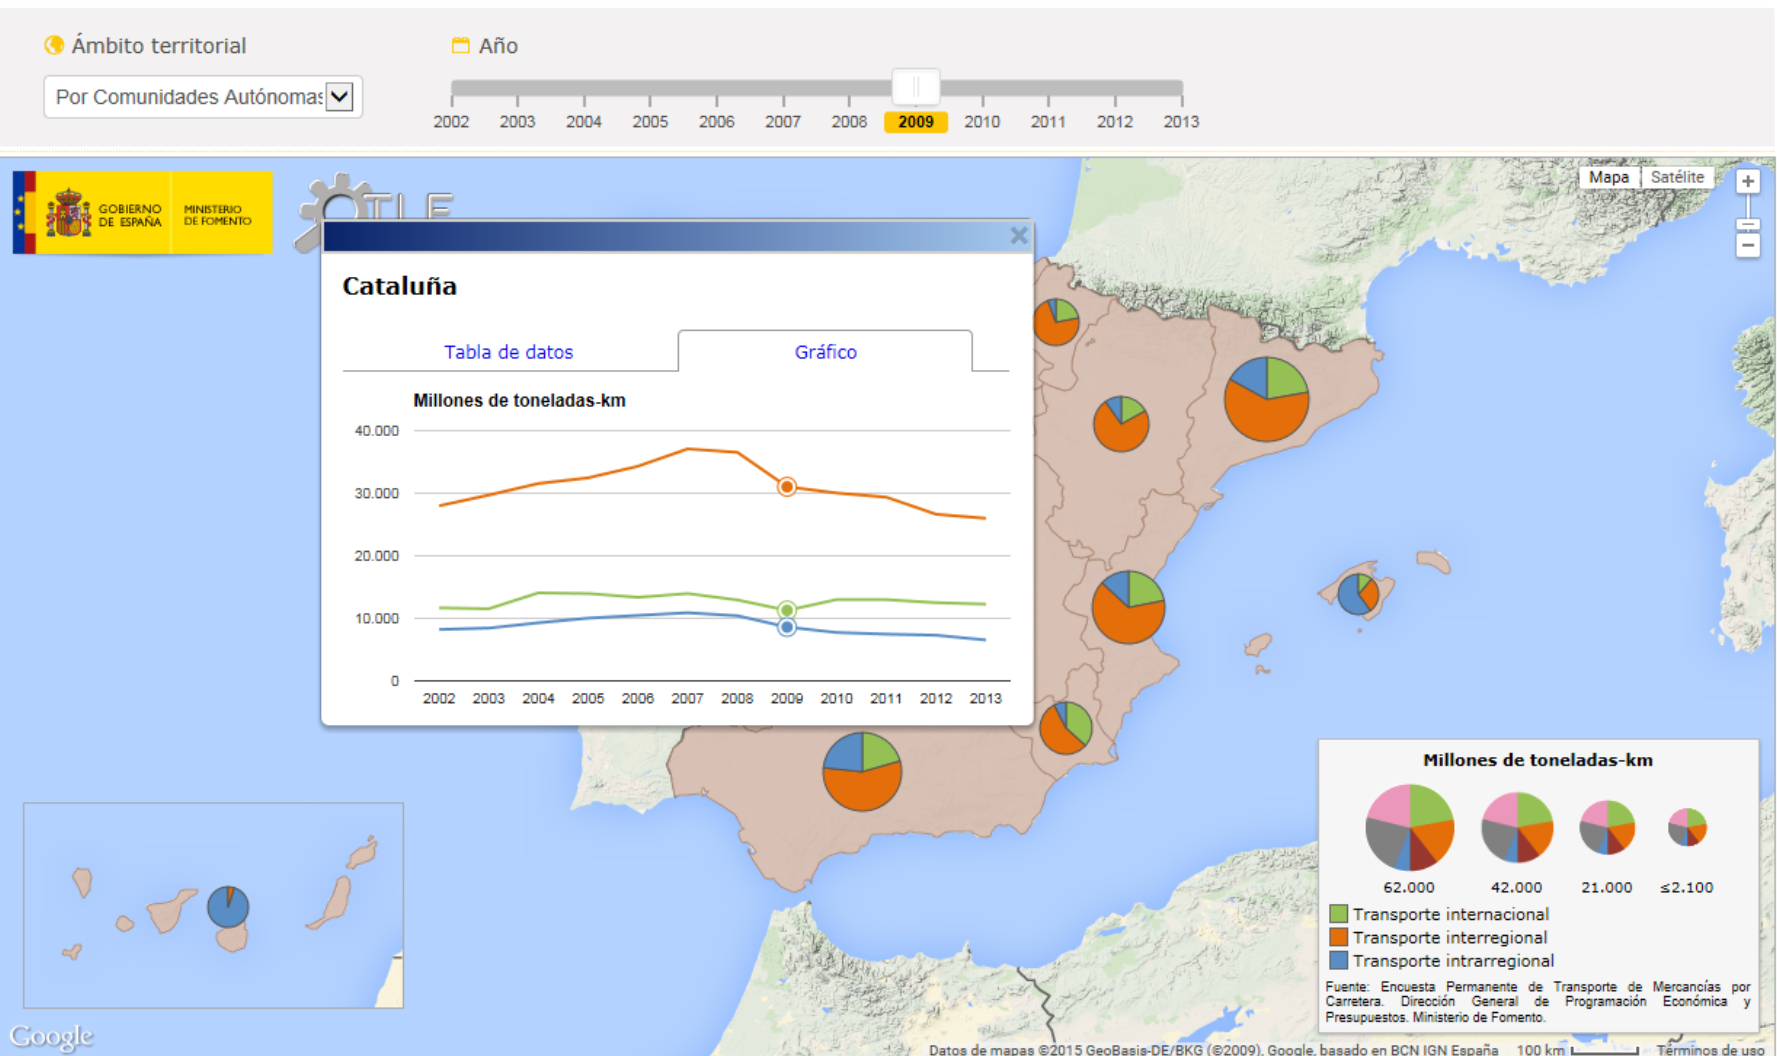 Ámbito territorial
Año
Por Comunidades Autónomas
2002 2003 2004 2005 2006 2007 2008 2009 2010 2011 2012 2013
GOBIERNO
DE ESPAÑA
MINISTERIO
DE FOMENTO
OTLE
Mapa Satélite
Cataluña
Tabla de datos
Gráfico
Millones de toneladas-km
40.000
30.000
20.000
10.000
0
2002 2003 2004 2005 2006 2007 2008 2009 2010 2011 2012 2013
Millones de toneladas-km
62.000 42.000 21.000 ≤2.100
Transporte internacional
Transporte interregional
Transporte intrarregional
Fuente: Encuesta Permanente de Transporte de Mercancías por
Carretera. Dirección General de Programación Económica y
Presupuestos. Ministerio de Fomento.
Google
Datos de mapas ©2015 GeoBasis-DE/BKG (©2009), Google, basado en BCN IGN España 100 km Términos de uso